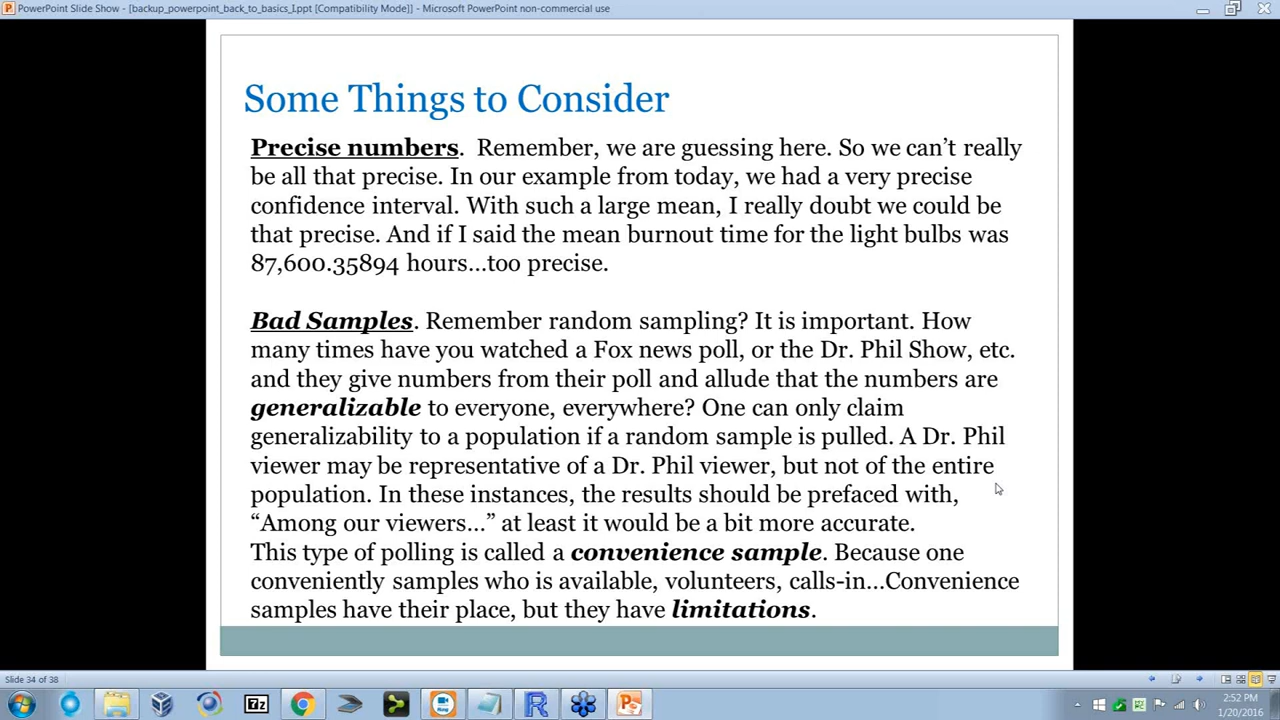 PowerPoint Slide Show - [backup_powerpoint_back_to_basics_I.ppt [Compatibility Mode]] - Microsoft PowerPoint non-commercial use
Some Things to Consider
Precise numbers. Remember, we are guessing here. So we can’t really
be all that precise. In our example from today, we had a very precise
confidence interval. With such a large mean, I really doubt we could be
that precise. And if I said the mean burnout time for the light bulbs was
87,600.35894 hours…too precise.
Bad Samples. Remember random sampling? It is important. How
many times have you watched a Fox news poll, or the Dr. Phil Show, etc.
and they give numbers from their poll and allude that the numbers are
generalizable to everyone, everywhere? One can only claim
generalizability to a population if a random sample is pulled. A Dr. Phil
viewer may be representative of a Dr. Phil viewer, but not of the entire
population. In these instances, the results should be prefaced with,
“Among our viewers…” at least it would be a bit more accurate.
This type of polling is called a convenience sample. Because one
conveniently samples who is available, volunteers, calls-in…Convenience
samples have their place, but they have limitations.
Slide 34 of 38
7z
R
2:52 PM
1/20/2016